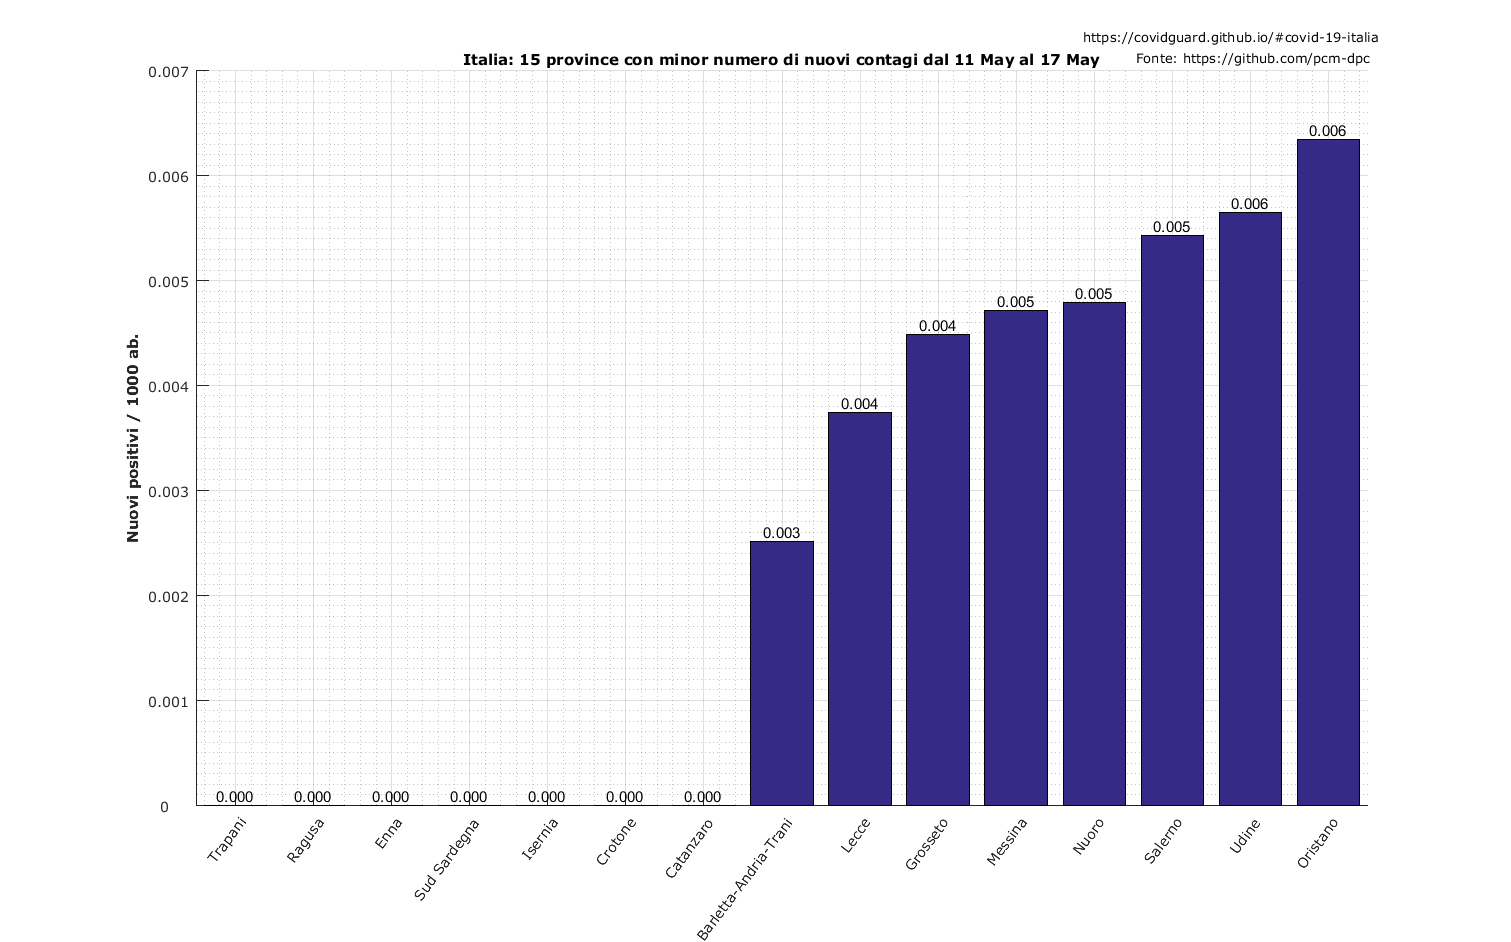 https://covidguard.github.io/#covid-19-italia
Italia: 15 province con minor numero di nuovi contagi dal 11 May al 17 May
Fonte: https://github.com/pcm-dpc
Nuovi positivi / 1000 ab.
0.007
0.006
0.005
0.004
0.003
0.002
0.001
0
0.000
0.000
0.000
0.000
0.000
0.000
0.000
0.003
0.004
0.004
0.005
0.005
0.005
0.006
0.006
Trapani
Ragusa
Enna
Sud Sardegna
Isernia
Crotone
Catanzaro
Barletta-Andria-Trani
Lecce
Grosseto
Messina
Nuoro
Salerno
Udine
Oristano